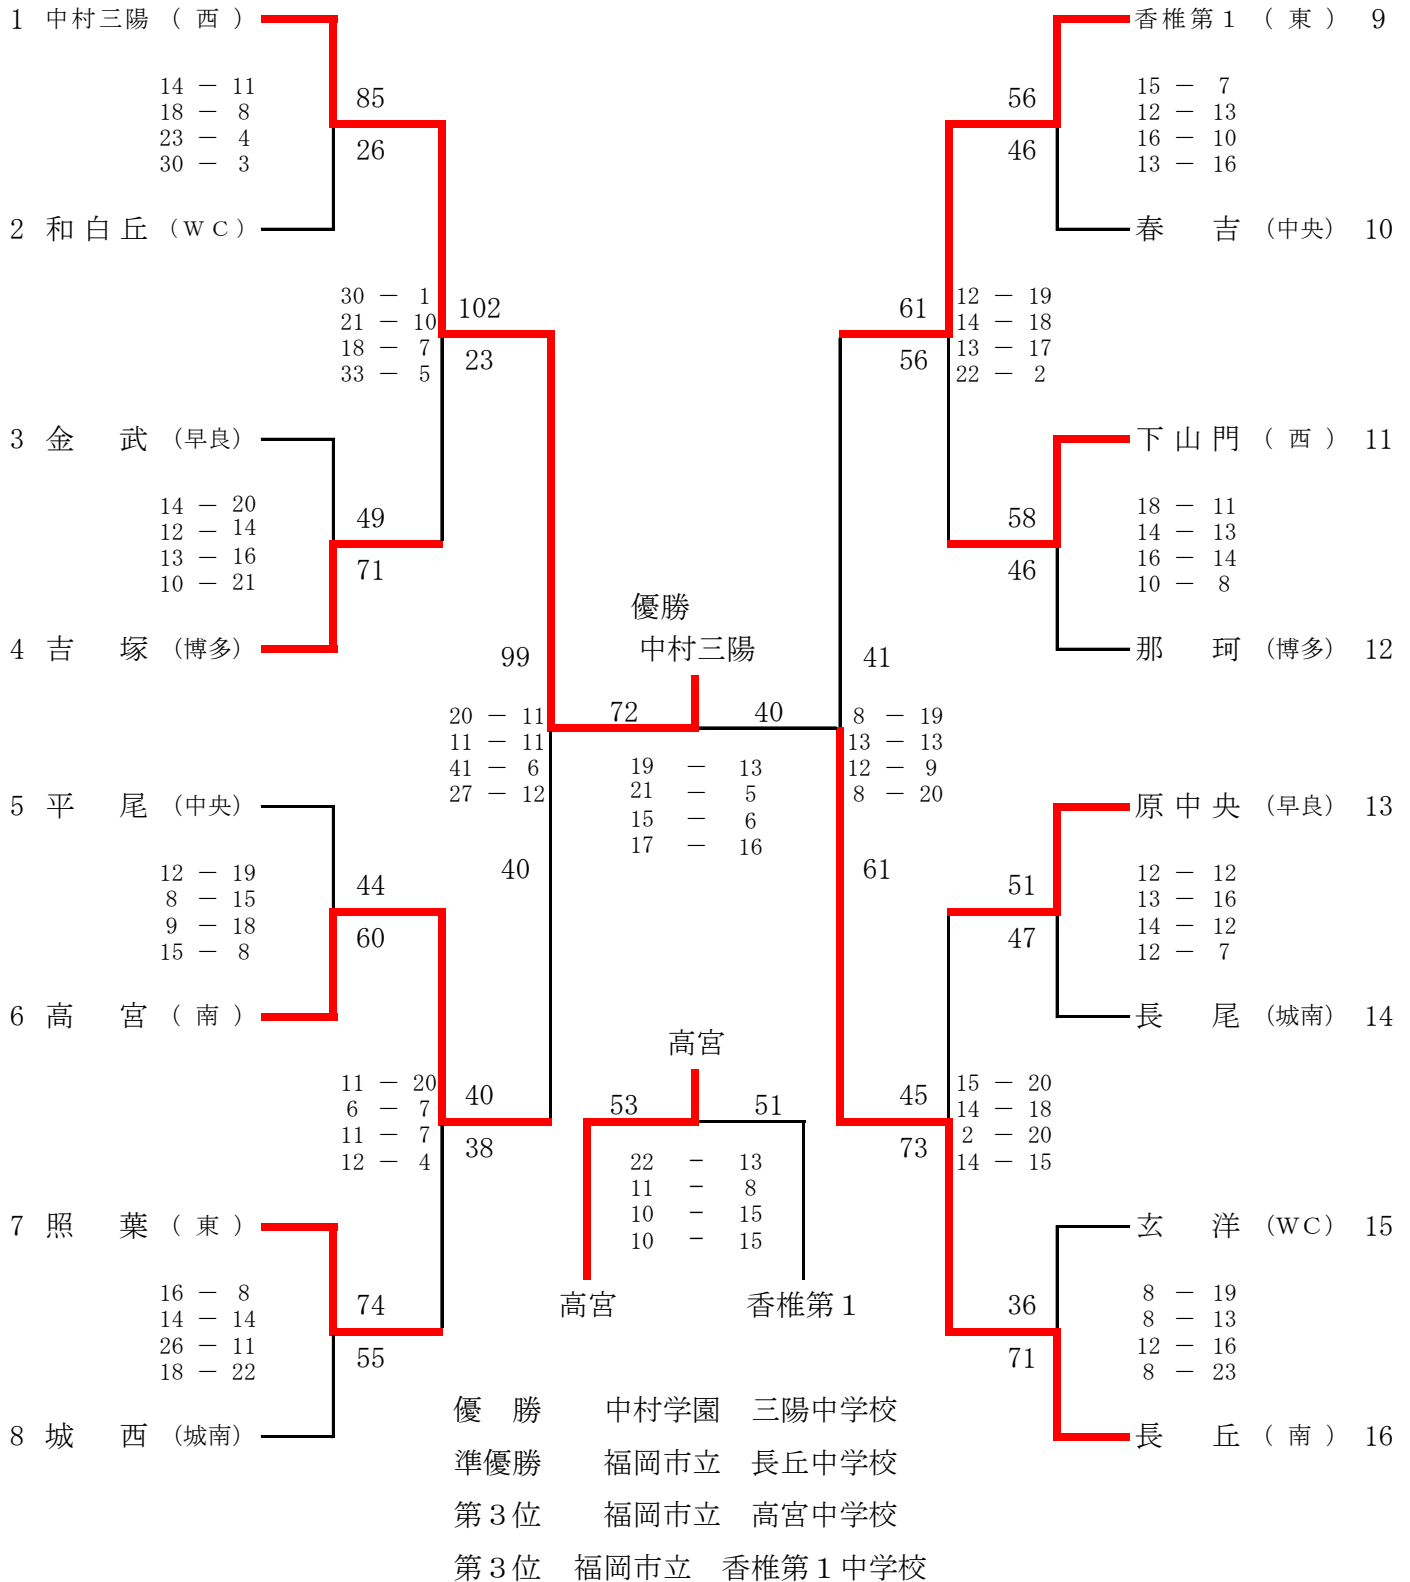 1 中村三陽 （ 西 ）
14 － 11
18 － 8
23 － 4
30 － 3
85
26
2 和白丘 （ＷＣ）
30 － 1
21 － 10
18 － 7
33 － 5
102
23
3 金 武 （早良）
14 － 20
12 － 14
13 － 16
10 － 21
49
71
4 吉 塚 （博多）
99
20 － 11
11 － 11
41 － 6
27 － 12
40
5 平 尾 （中央）
12 － 19
8 － 15
9 － 18
15 － 8
44
60
6 高 宮 （ 南 ）
11 － 20
6 － 7
11 － 7
12 － 4
40
38
7 照 葉 （ 東 ）
16 － 8
14 － 14
26 － 11
18 － 22
74
55
8 城 西 （城南）
優勝
中村三陽
72 40
19 － 13
21 － 5
15 － 6
17 － 16
高宮
53 51
22 － 13
11 － 8
10 － 15
10 － 15
高宮 香椎第１
香椎第１ （ 東 ） 9
56
46
15 － 7
12 － 13
16 － 10
13 － 16
春 吉 （中央） 10
61
56
12 － 19
14 － 18
13 － 17
22 － 2
下山門 （ 西 ） 11
58
46
18 － 11
14 － 13
16 － 14
10 － 8
那 珂 （博多） 12
41
8 － 19
13 － 13
12 － 9
8 － 20
61
原中央 （早良） 13
51
47
12 － 12
13 － 16
14 － 12
12 － 7
長 尾 （城南） 14
45
73
15 － 20
14 － 18
2 － 20
14 － 15
玄 洋 （ＷＣ） 15
36
71
8 － 19
8 － 13
12 － 16
8 － 23
長 丘 （ 南 ） 16
優 勝 中村学園 三陽中学校
準優勝 福岡市立 長丘中学校
第３位 福岡市立 高宮中学校
第３位 福岡市立 香椎第１中学校